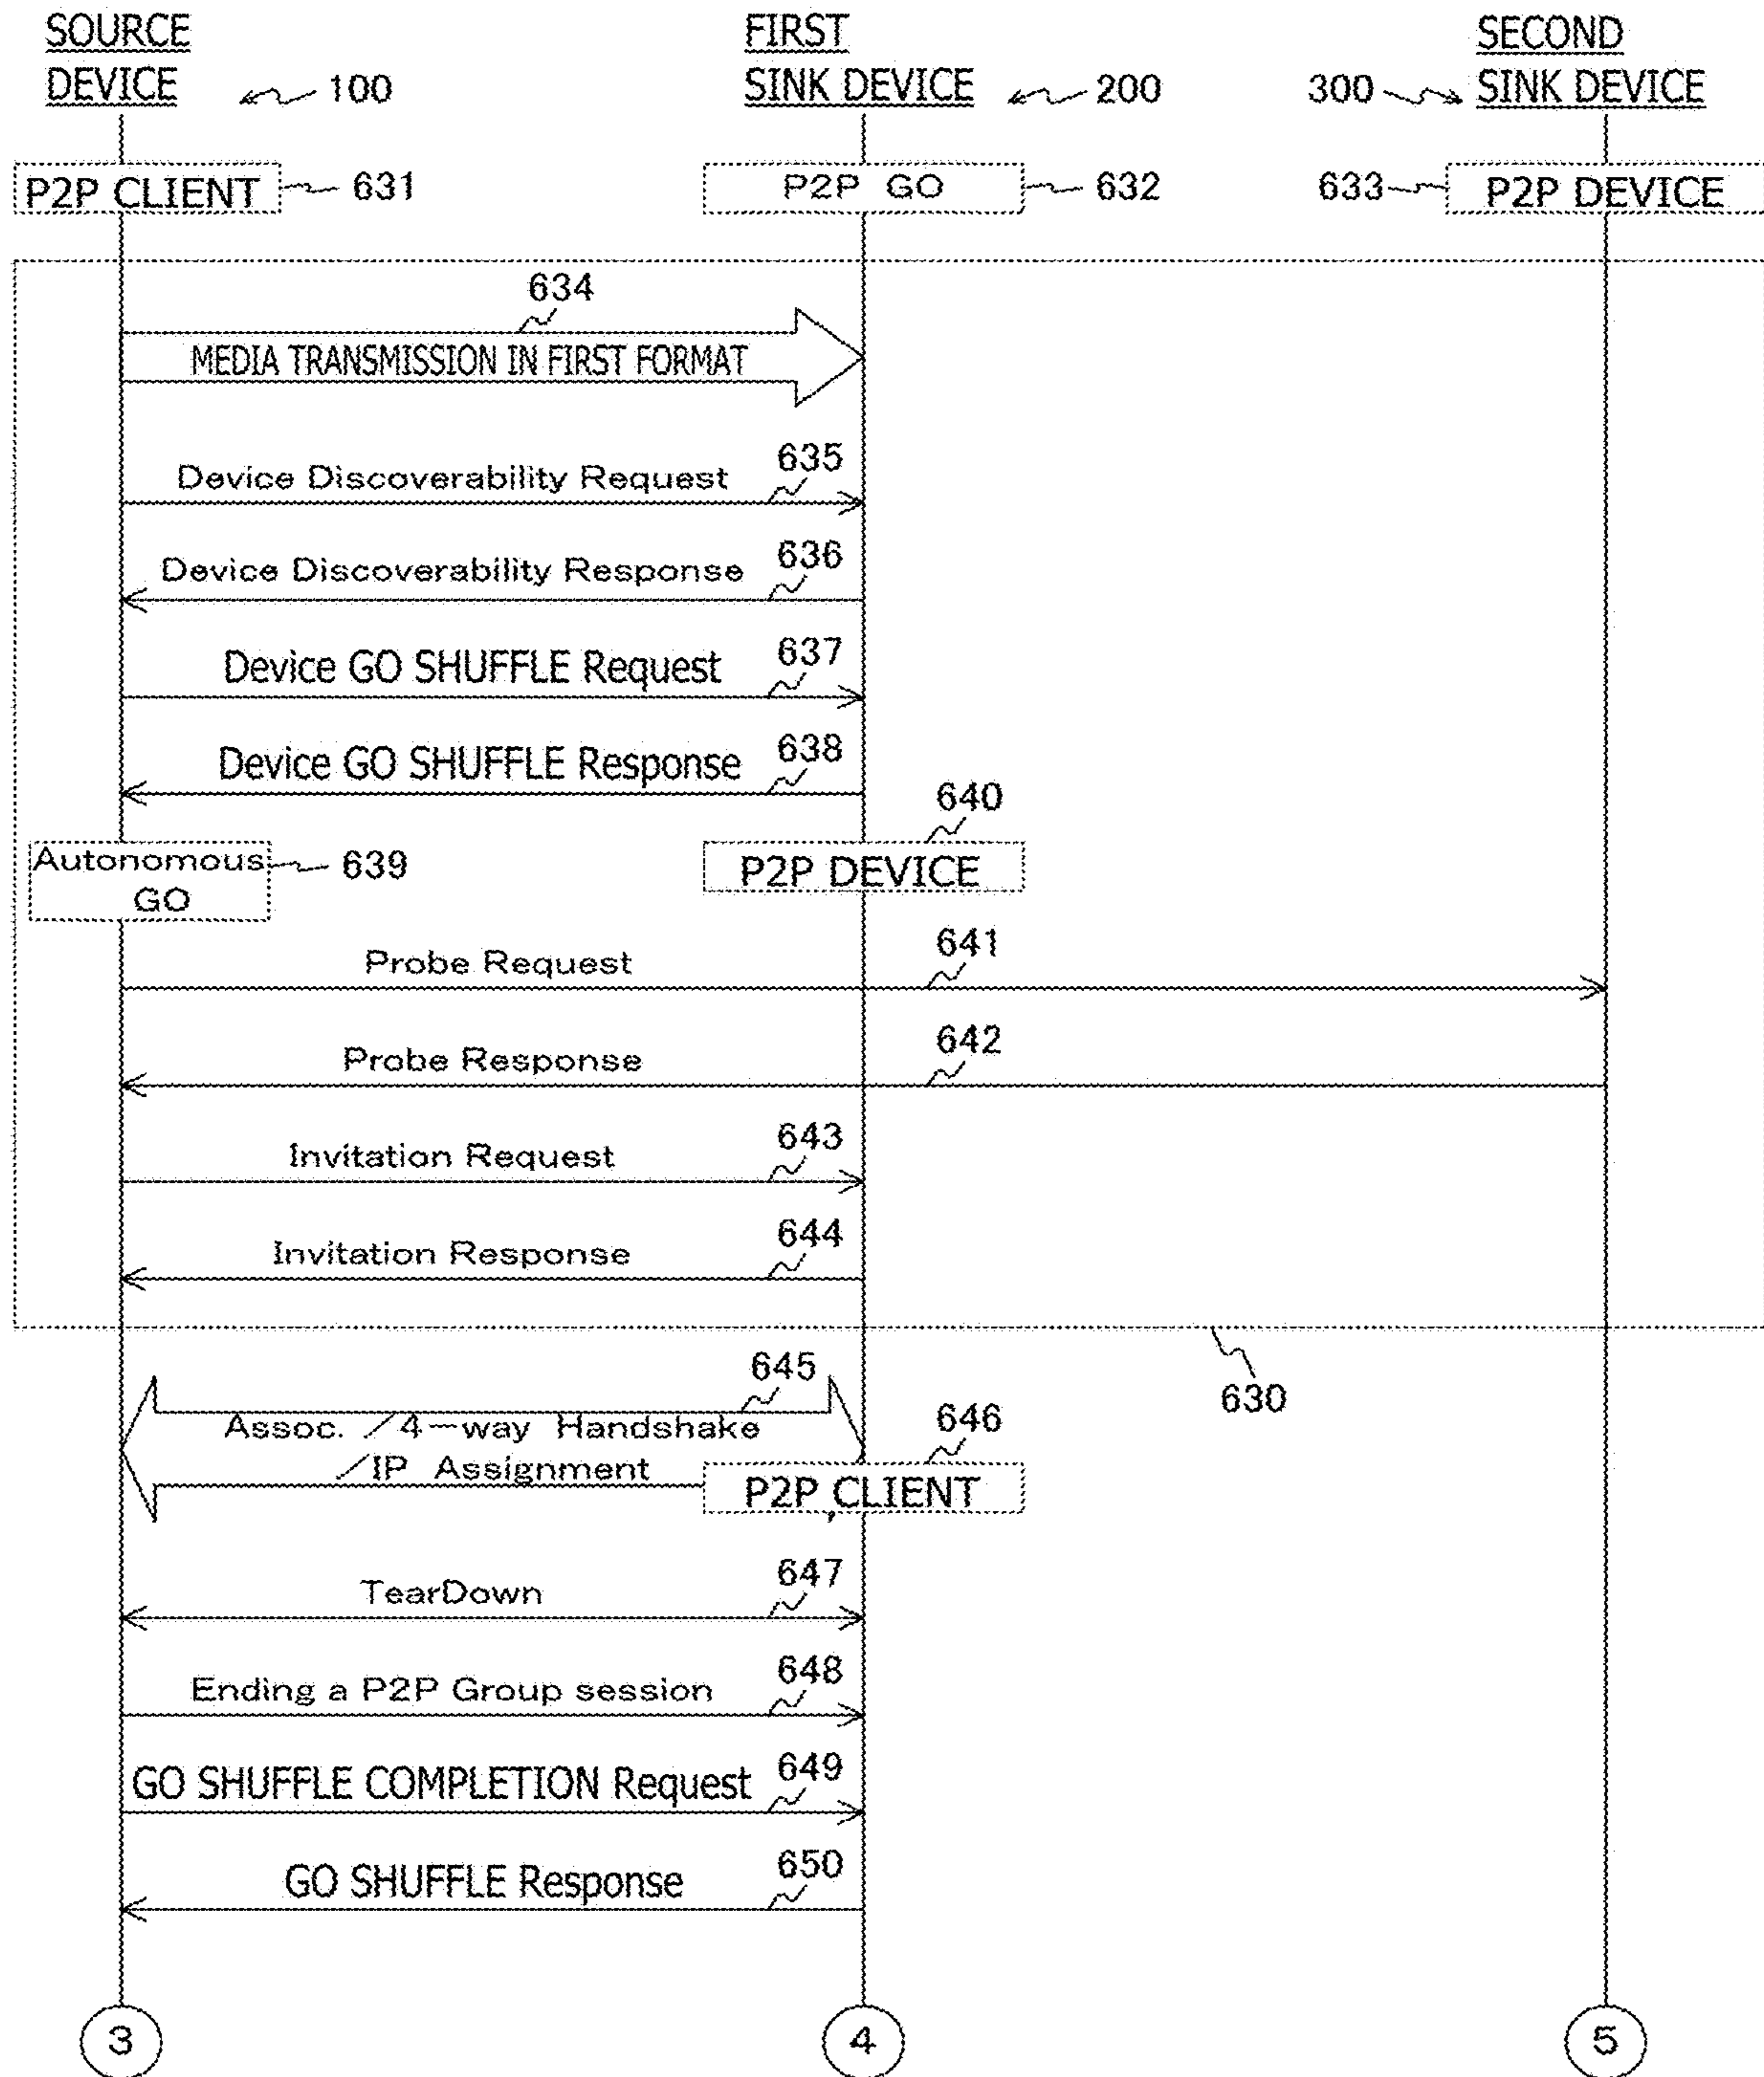 SOURCE
DEVICE
100
FIRST
SINK DEVICE
200
300
SECOND
SINK DEVICE
P2P CLIENT
631
P2P GO
632
633
P2P DEVICE
634
MEDIA TRANSMISSION IN FIRST FORMAT
635
Device Discoverability Request
636
Device Discoverability Response
637
Device GO SHUFFLE Request
638
Device GO SHUFFLE Response
640
Autonomous
GO
639
P2P DEVICE
641
Probe Request
642
Probe Response
643
Invitation Request
644
Invitation Response
630
645
Assoc. /4-way Handshake
/IP Assignment
646
P2P CLIENT
647
TearDown
648
Ending a P2P Group session
649
GO SHUFFLE COMPLETION Request
650
GO SHUFFLE Response
3
4
5